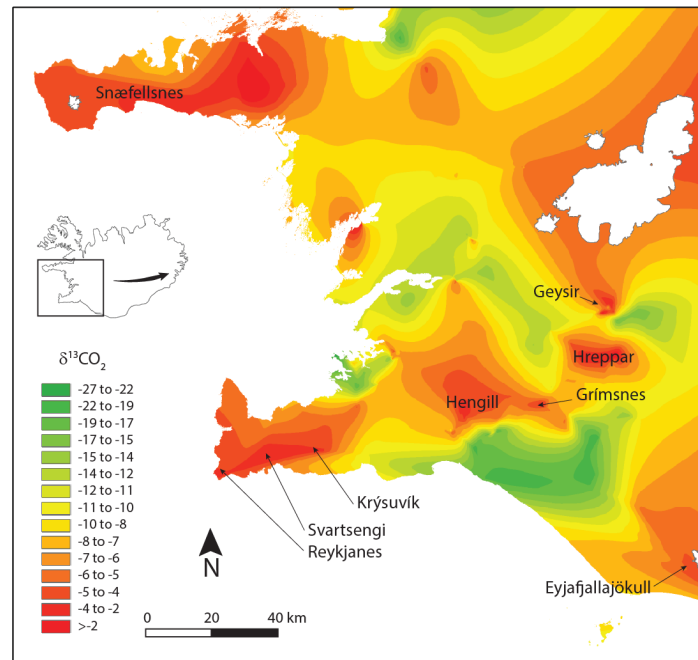 Snæfellsnes
Geysir
Hreppar
Hengill
Grímsnes
Krýsuvík
Svartsengi
Reykjanes
Eyjafjallajökull
δ¹³CO₂
-27 to -22
-22 to -19
-19 to -17
-17 to -15
-15 to -14
-14 to -12
-12 to -11
-11 to -10
-10 to -8
-8 to -7
-7 to -6
-6 to -5
-5 to -4
-4 to -2
>-2
N
0 20 40 km